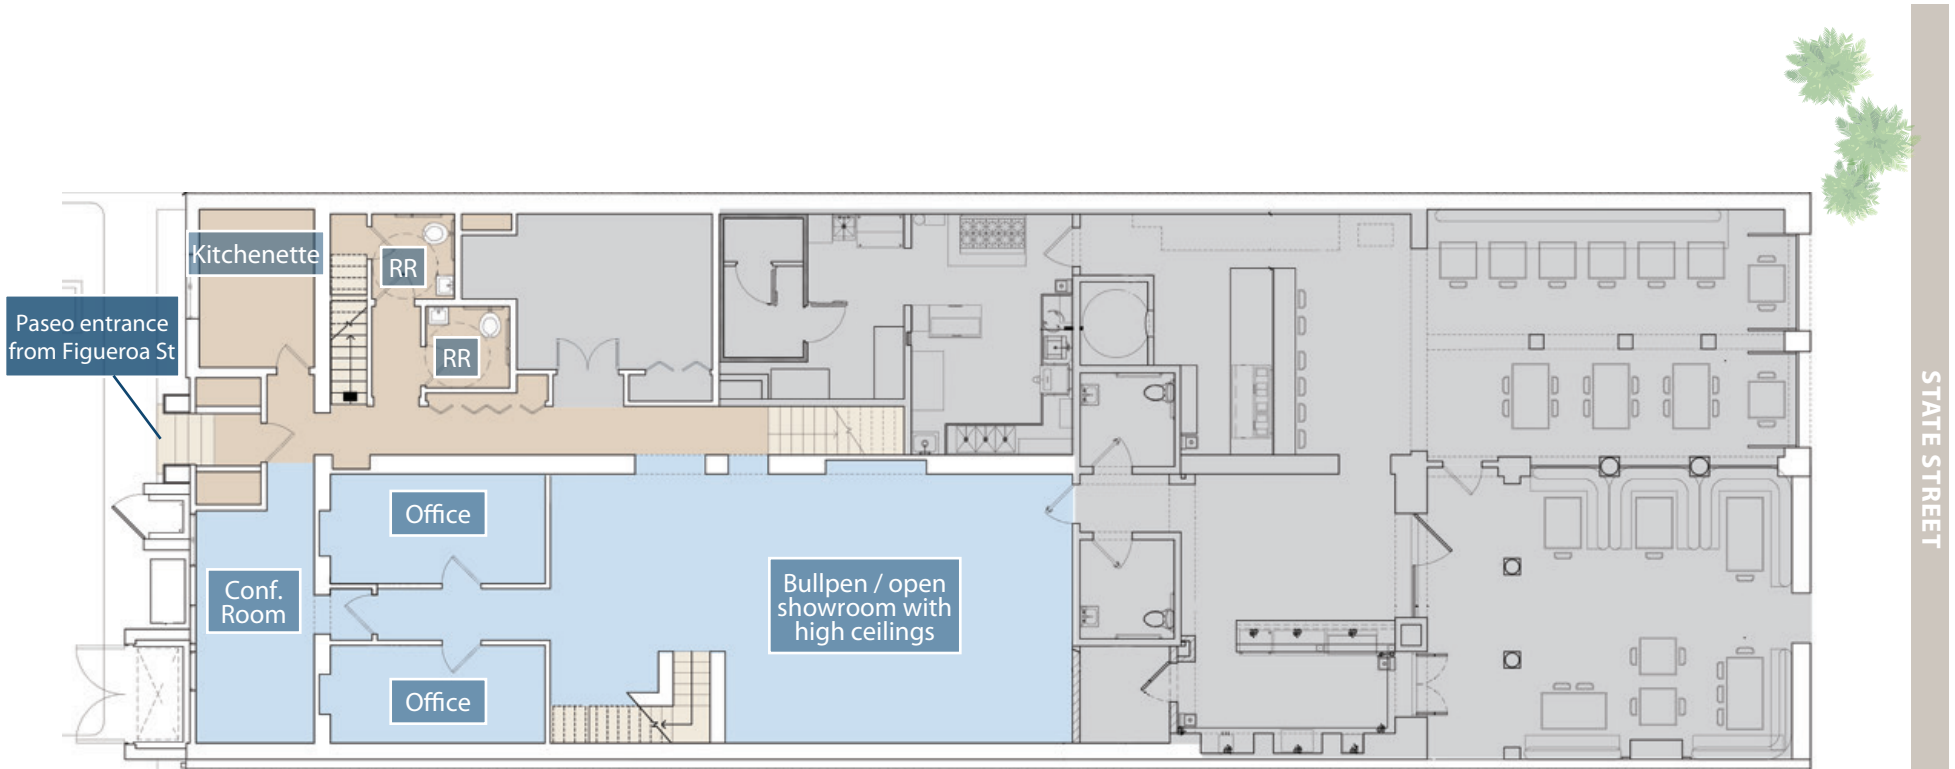 Kitchenette
RR
RR
Paseo entrance
from Figueroa St
Office
Conf.
Room
Bullpen / open
showroom with
high ceilings
Office
STATE STREET